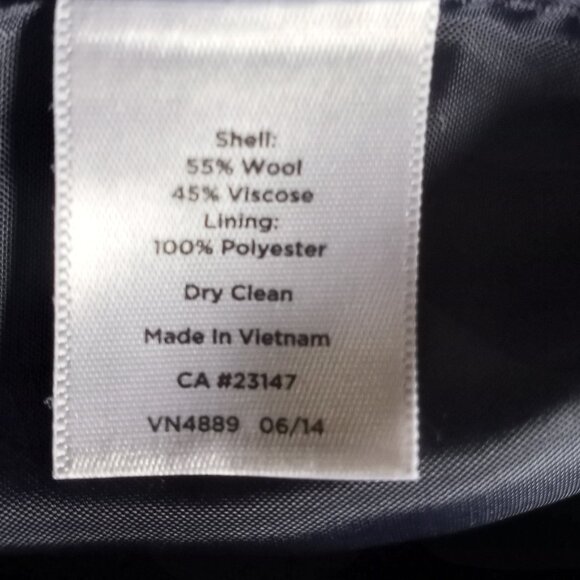 Shell:
55% Wool
45% Viscose
Lining:
100% Polyester
Dry Clean
Made In Vietnam
CA #23147
VN4889 06/14